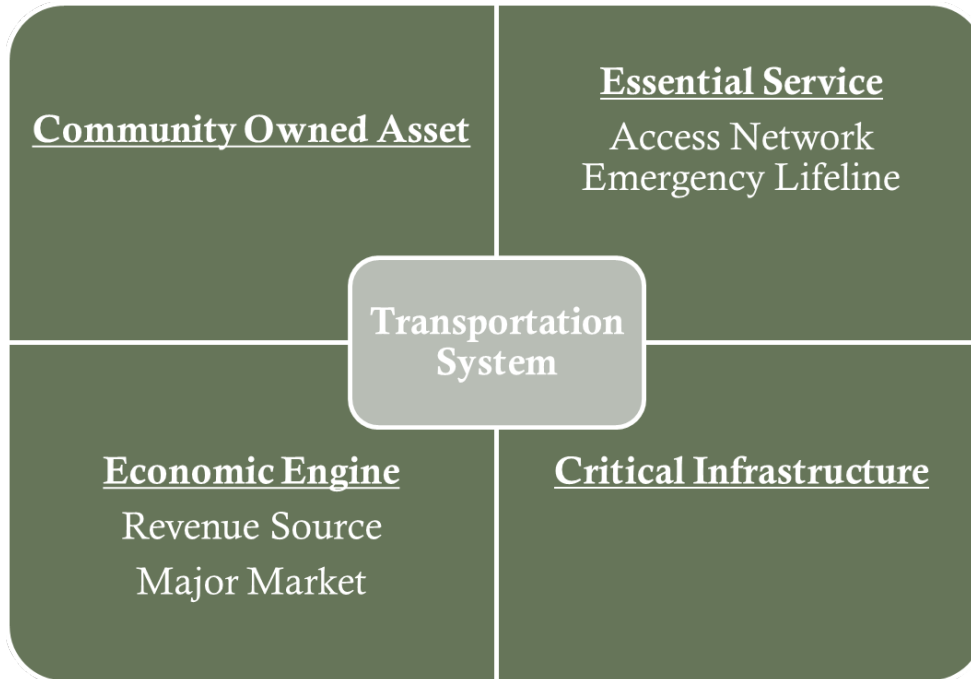 Community Owned Asset
Essential Service
Access Network
Emergency Lifeline
Transportation
System
Economic Engine
Revenue Source
Major Market
Critical Infrastructure